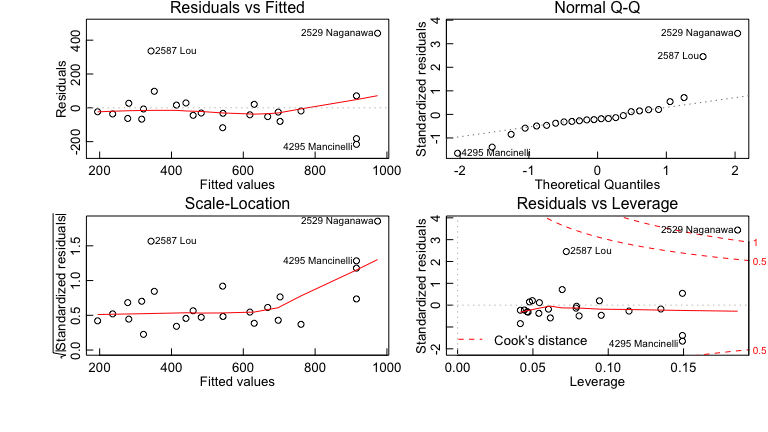 Residuals vs Fitted
Residuals
-200 0 200 400
2529 Naganawa
2587 Lou
4295 Mancinelli
200 400 600 800 1000
Fitted values
Normal Q-Q
Standardized residuals
-1 0 1 2 3 4
2529 Naganawa
2587 Lou
4295 Mancinelli
-2 -1 0 1 2
Theoretical Quantiles
Scale-Location
√|Standardized residuals|
0.0 0.5 1.0 1.5
2529 Naganawa
2587 Lou
4295 Mancinelli
200 400 600 800 1000
Fitted values
Residuals vs Leverage
Standardized residuals
-2 0 2 3 4
2529 Naganawa
1
2587 Lou
0.5
Cook's distance
4295 Mancinelli
0.5
0.00 0.05 0.10 0.15
Leverage